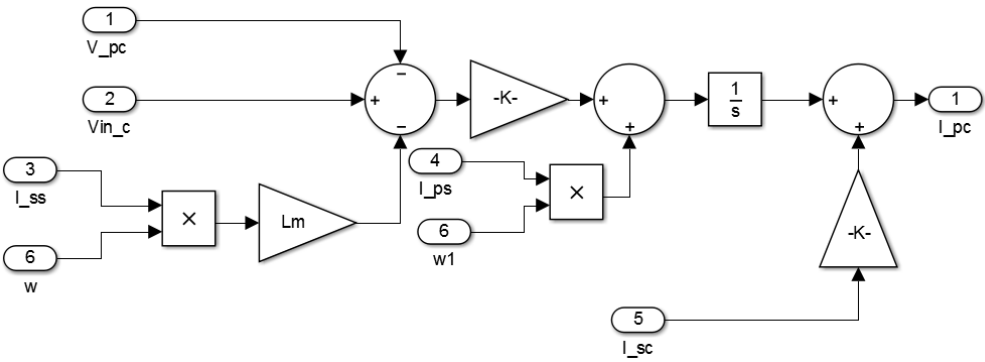 1
V_pc
−
2
Vin_c
+
−
-K-
+
+
1
s
+
+
1
I_pc
3
I_ss
×
Lm
6
w
4
I_ps
×
6
w1
-K-
5
I_sc